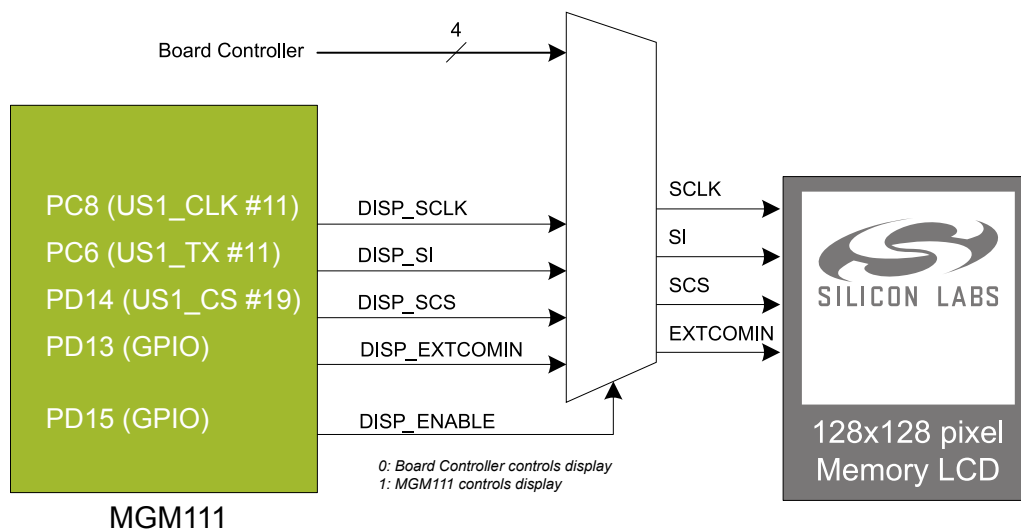 4
Board Controller
PC8 (US1_CLK #11)
DISP_SCLK
SCLK
PC6 (US1_TX #11)
DISP_SI
SI
PD14 (US1_CS #19)
DISP_SCS
SCS
PD13 (GPIO)
DISP_EXTCOMIN
EXTCOMIN
PD15 (GPIO)
DISP_ENABLE
SILICON LABS
0: Board Controller controls display
1: MGM111 controls display
128x128 pixel
Memory LCD
MGM111